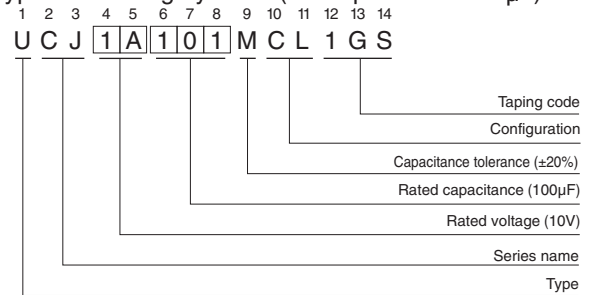 1 2 3 4 5 6 7 8 9 10 11 12 13 14
U C J 1 A 1 0 1 M C L 1 G S
Taping code
Configuration
Capacitance tolerance (±20%)
Rated capacitance (100µF)
Rated voltage (10V)
Series name
Type